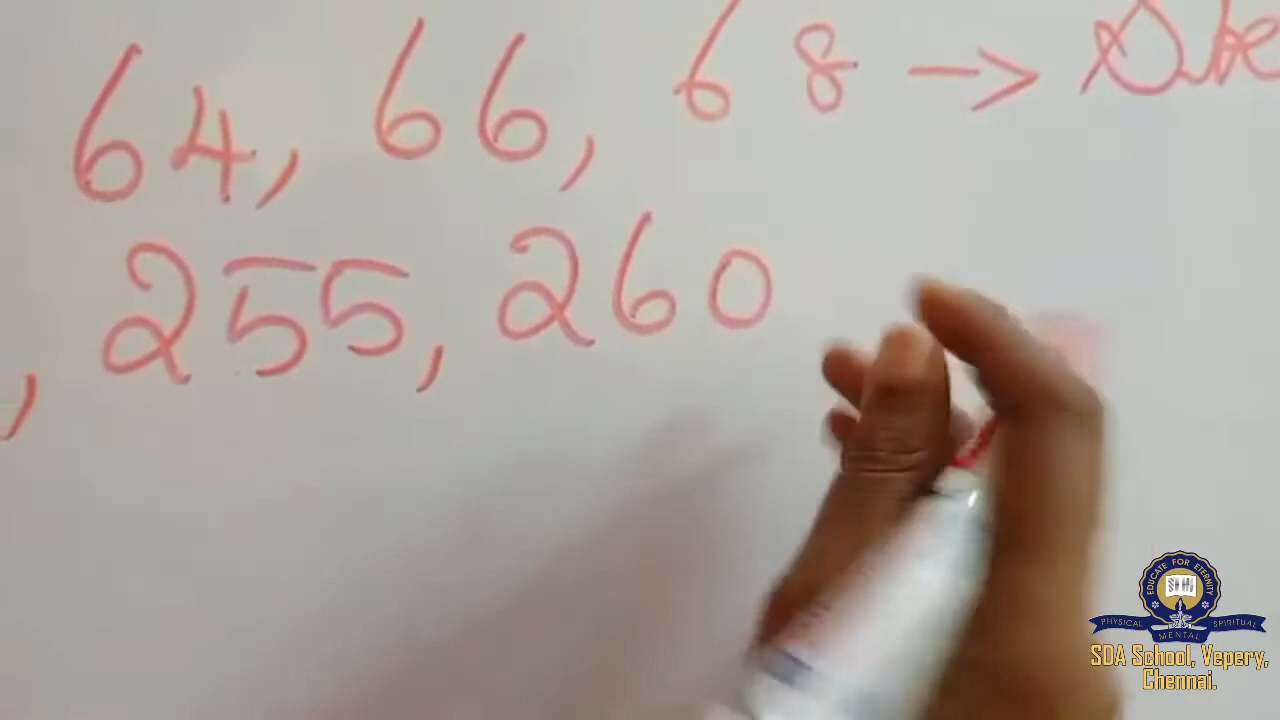 64, 66, 68 →
, 255, 260
EDUCATE FOR ETERNITY
PHYSICAL MENTAL SPIRITUAL
SDA School, Vepery,
Chennai.